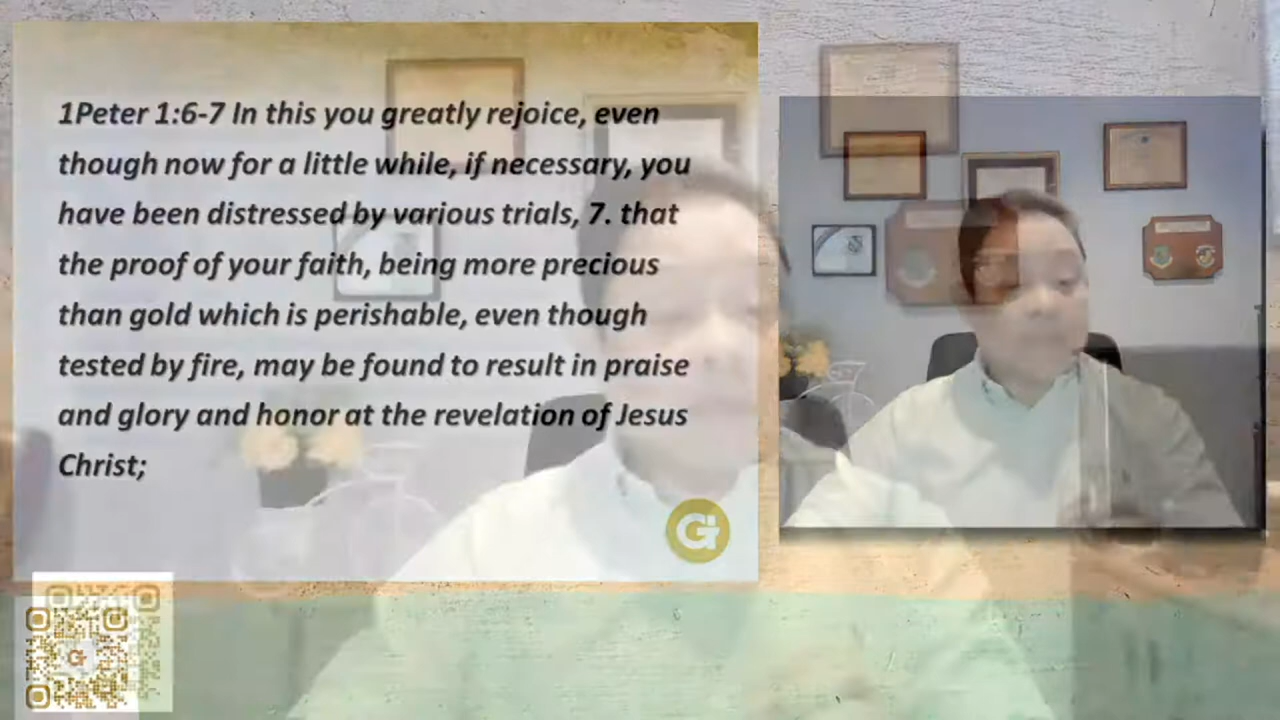 1Peter 1:6-7 In this you greatly rejoice, even
though now for a little while, if necessary, you
have been distressed by various trials, 7. that
the proof of your faith, being more precious
than gold which is perishable, even though
tested by fire, may be found to result in praise
and glory and honor at the revelation of Jesus
Christ;